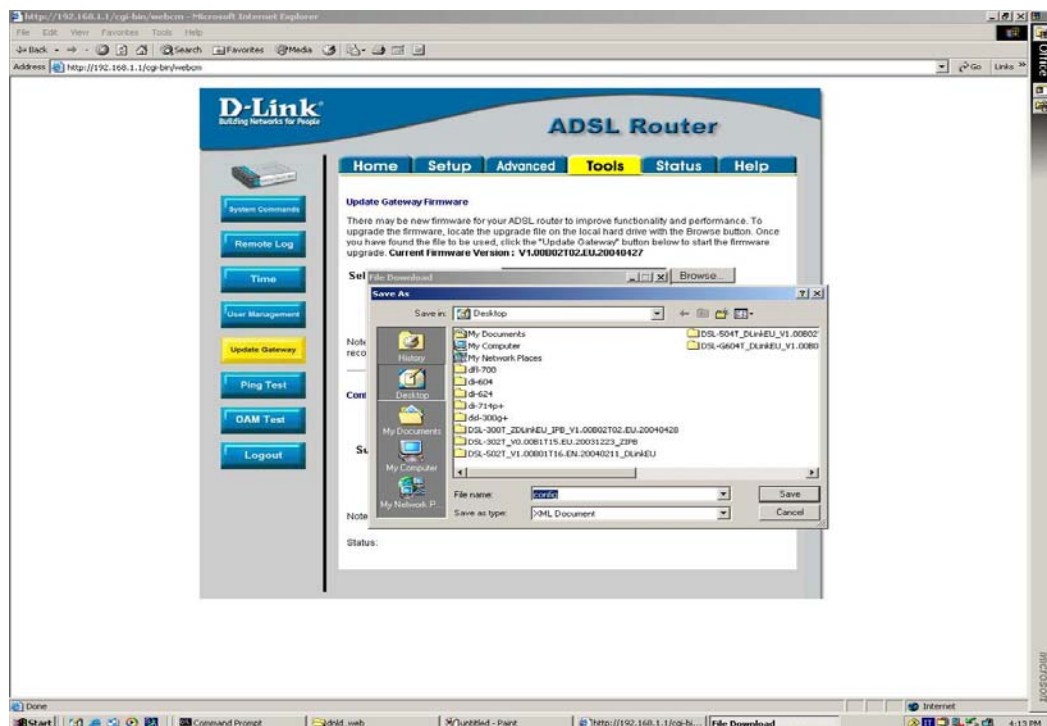 http://192.168.1.1/cgi-bin/webcm - Microsoft Internet Explorer
File Edit View Favorites Tools Help
Back Search Favorites Media
Address http://192.168.1.1/cgi-bin/webcm Go Links »
Office
D-Link
Building Networks for People
ADSL Router
Home Setup Advanced Tools Status Help
System Commands
Remote Log
Time
User Management
Update Gateway
Ping Test
OAM Test
Logout
Update Gateway Firmware
There may be new firmware for your ADSL router to improve functionality and performance. To
upgrade the firmware, locate the upgrade file on the local hard drive with the Browse button. Once
you have found the file to be used, click the "Update Gateway" button below to start the firmware
upgrade. Current Firmware Version : V1.00B02T02.EU.20040427
Sel
Browse...
File Download
Save As
Save in: Desktop
History
Desktop
My Documents
My Computer
My Network P...
My Documents
My Computer
My Network Places
dfl-700
di-604
di-624
di-714p+
dsl-300g+
DSL-300T_ZDLinkEU_IPB_V1.00B02T02.EU.20040428
DSL-302T_V0.00B1T15.EU.20031223_ZIPB
DSL-502T_V1.00B01T16.EN.20040211_DLinkEU
DSL-504T_DLinkEU_V1.00B02
DSL-G604T_DLinkEU_V1.00B0
File name: config Save
Save as type: XML Document Cancel
Note
reco
Con
Note
Status:
Microsoft
Done Internet
Start Command Prompt dnld_web untitled - Paint http://192.168.1.1/cgi-bi... File Download 4:13 PM